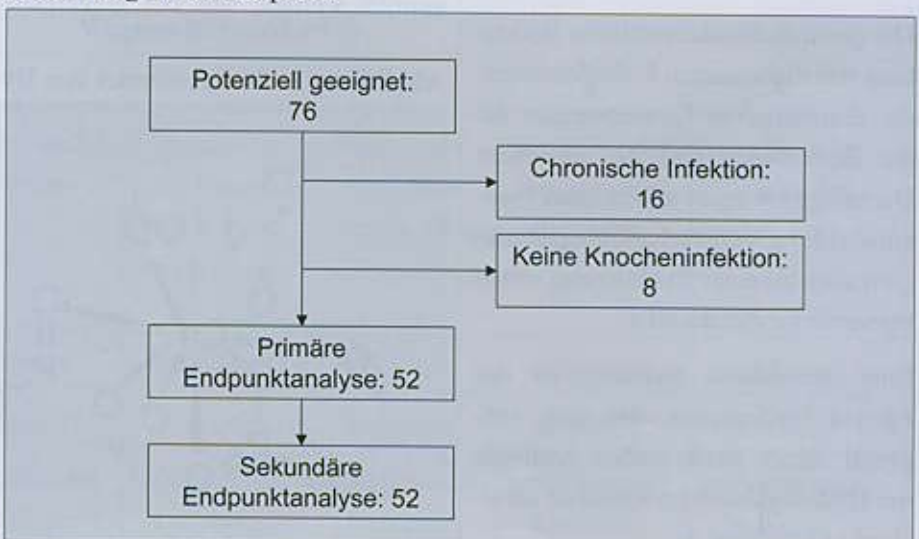 Potenziell geeignet:
76
Chronische Infektion:
16
Keine Knocheninfektion:
8
Primäre
Endpunktanalyse: 52
Sekundäre
Endpunktanalyse: 52